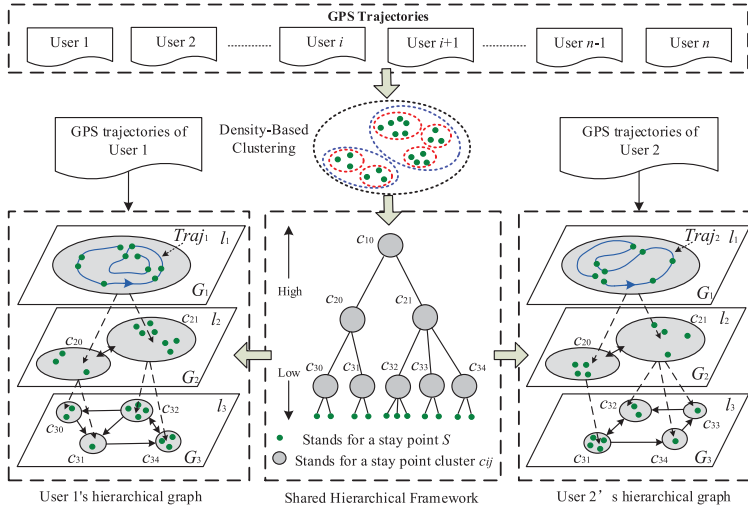 GPS Trajectories
User 1
User 2
User i
User i+1
User n-1
User n
GPS trajectories of
User 1
Density-Based
Clustering
GPS trajectories of
User 2
Traj1
l1
G1
c21
l2
c20
G2
l3
c30
c32
c31
c34
G3
User 1's hierarchical graph
High
Low
c10
c20
c21
c30
c31
c32
c33
c34
Stands for a stay point S
Stands for a stay point cluster cij
Shared Hierarchical Framework
Traj2
l1
G1
c21
l2
c20
G2
l3
c32
c33
c31
c34
G3
User 2's hierarchical graph